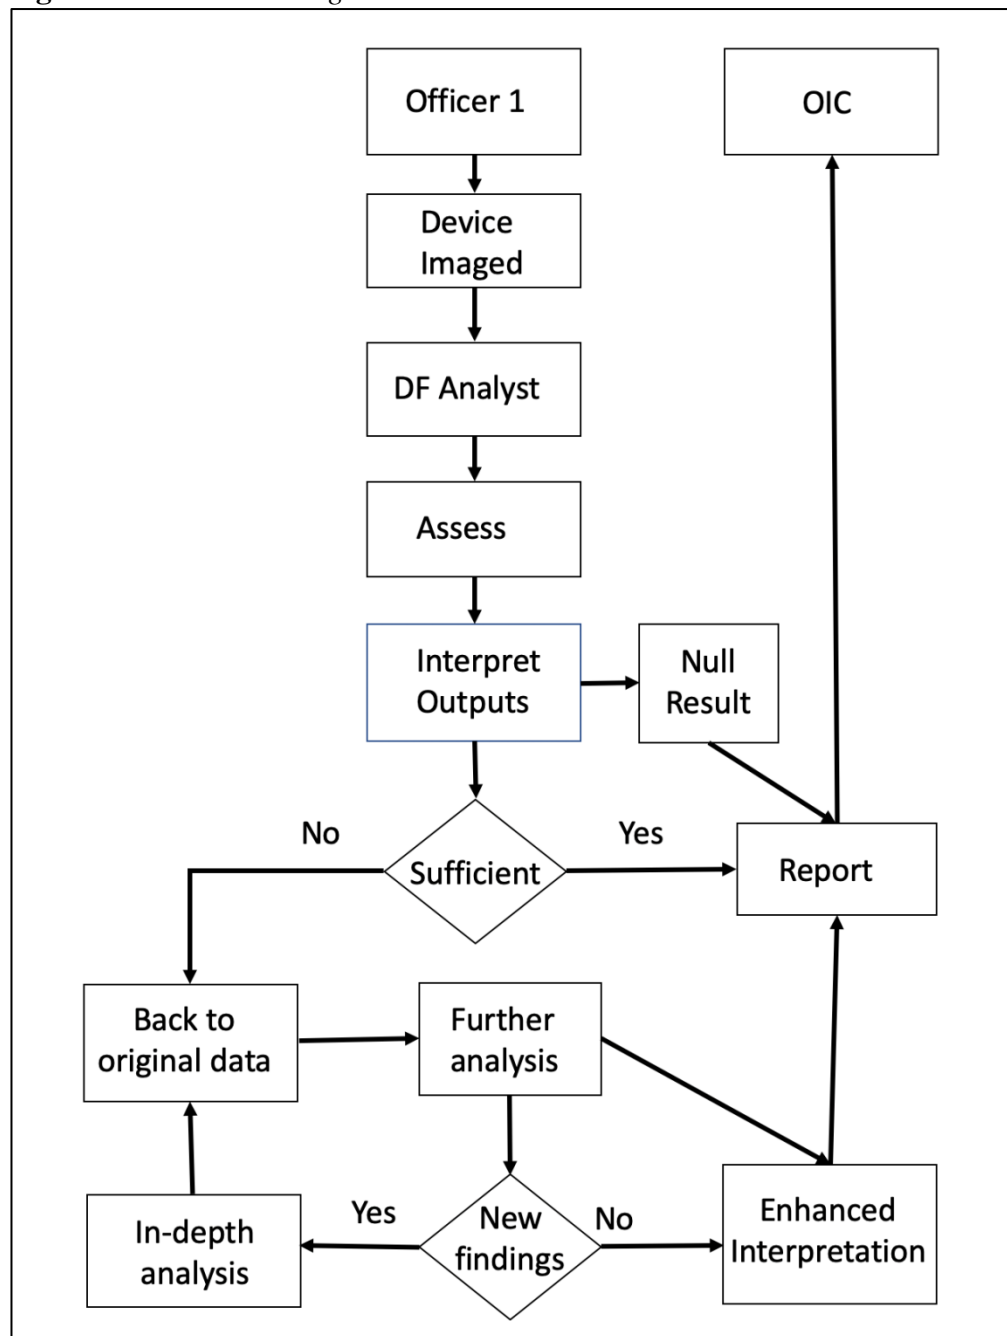 Officer 1
OIC
Device
Imaged
DF Analyst
Assess
Interpret
Outputs
Null
Result
No
Yes
Sufficient
Report
Back to
original data
Further
analysis
In-depth
analysis
Yes
New
findings
No
Enhanced
Interpretation